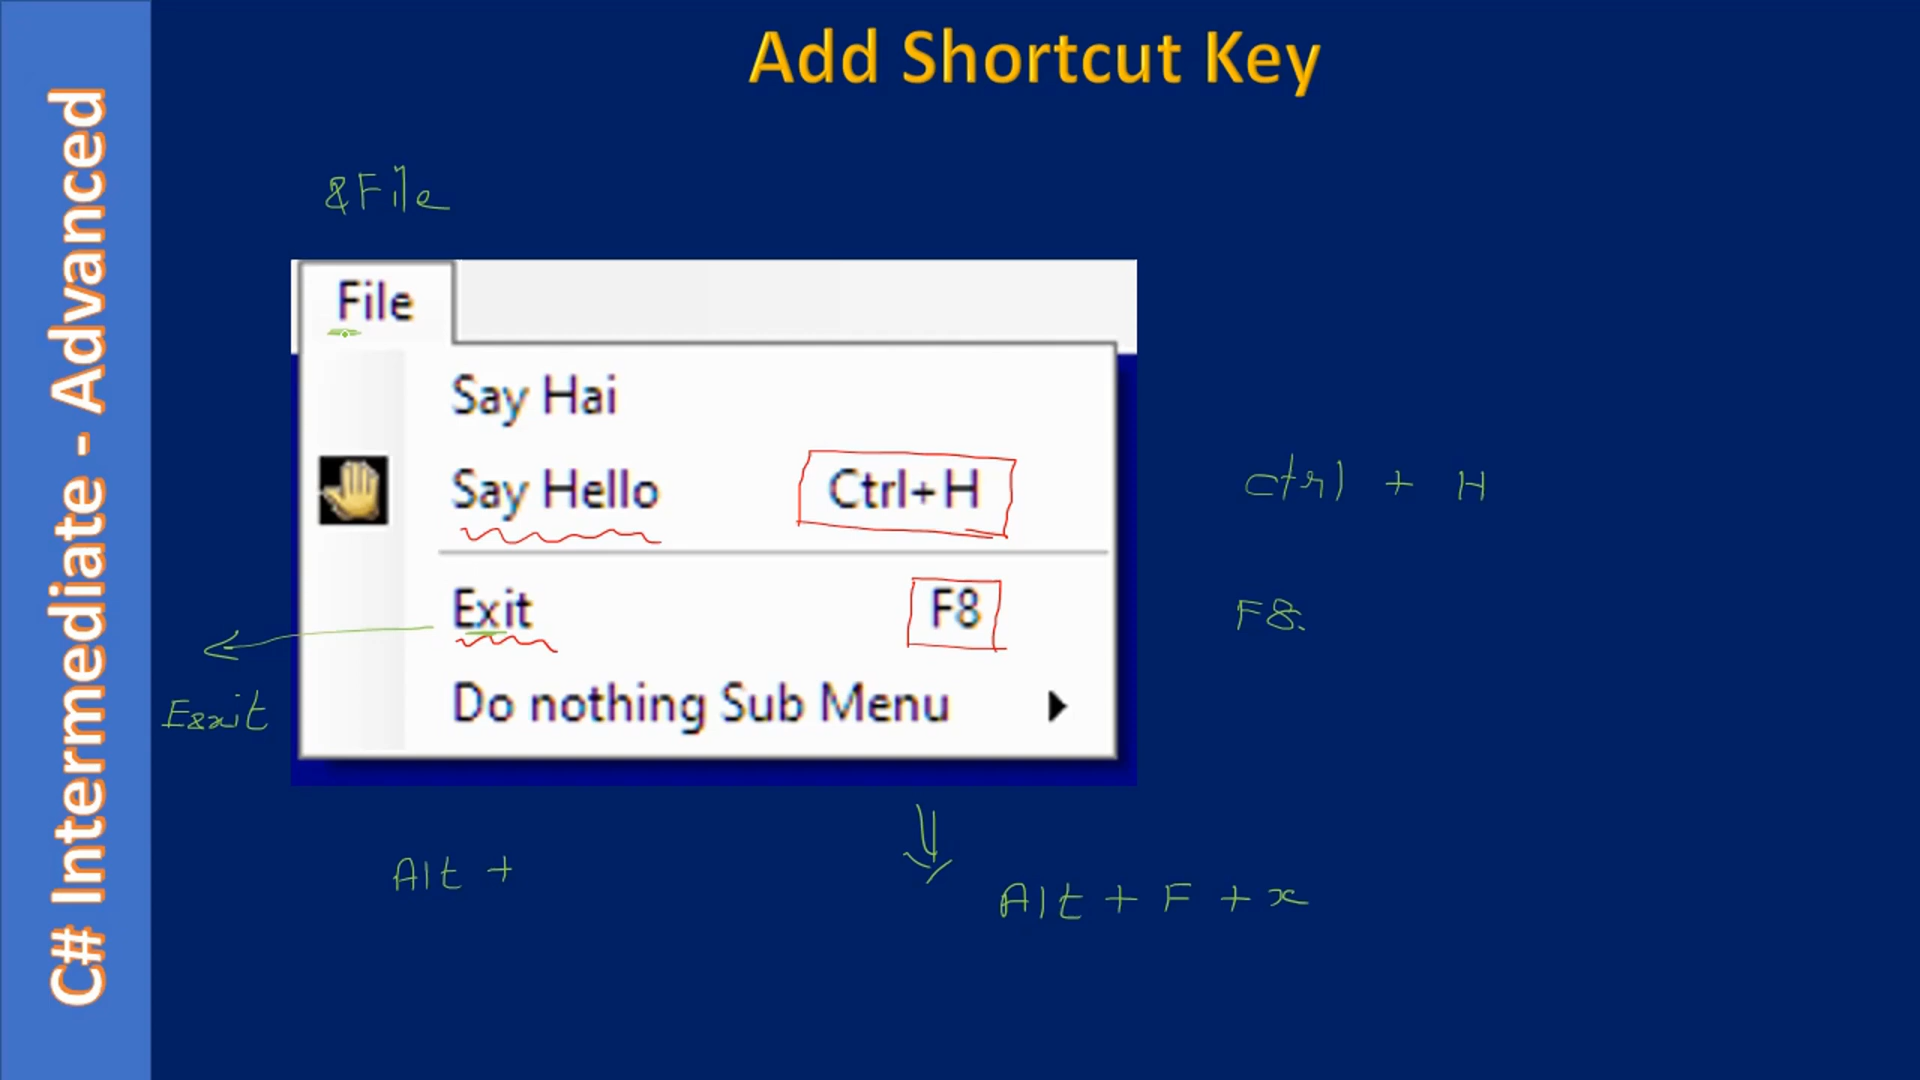 C# Intermediate - Advanced
Add Shortcut Key
&File
File
Say Hai
Say Hello Ctrl+H
ctrl + H
Exit F8
F8.
E&xit
Do nothing Sub Menu
Alt +
Alt + F + x